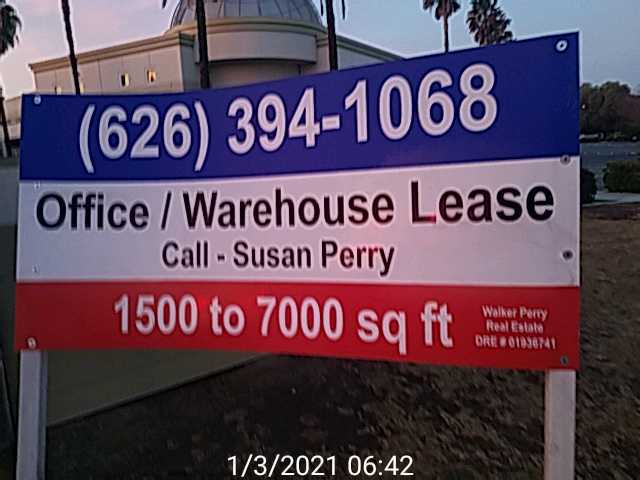 (626) 394-1068
Office / Warehouse Lease
Call - Susan Perry
1500 to 7000 sq ft
Walker Perry
Real Estate
DRE # 01936741
1/3/2021 06:42